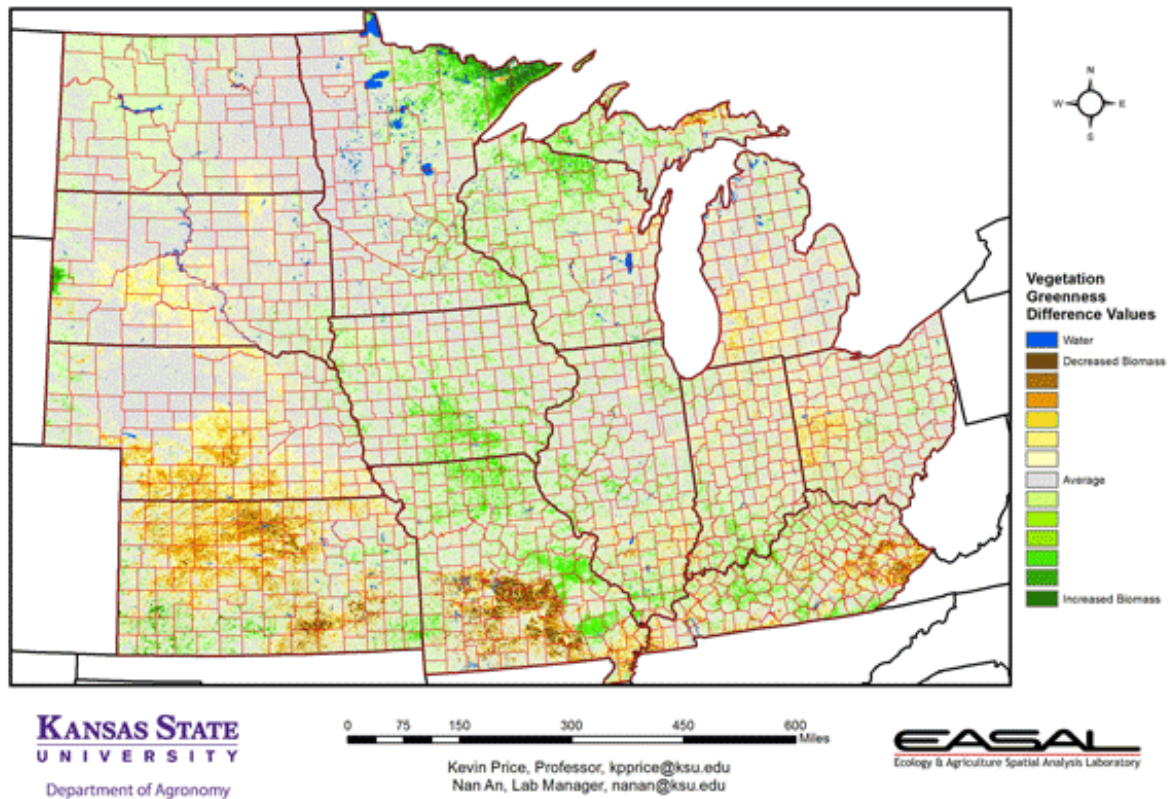 N
W E
S
Vegetation
Greenness
Difference Values
Water
Decreased Biomass
Average
Increased Biomass
KANSAS STATE
UNIVERSITY
Department of Agronomy
0 75 150 300 450 600
Miles
Kevin Price, Professor, kpprice@ksu.edu
Nan An, Lab Manager, nanan@ksu.edu
EASAL
Ecology & Agriculture Spatial Analysis Laboratory